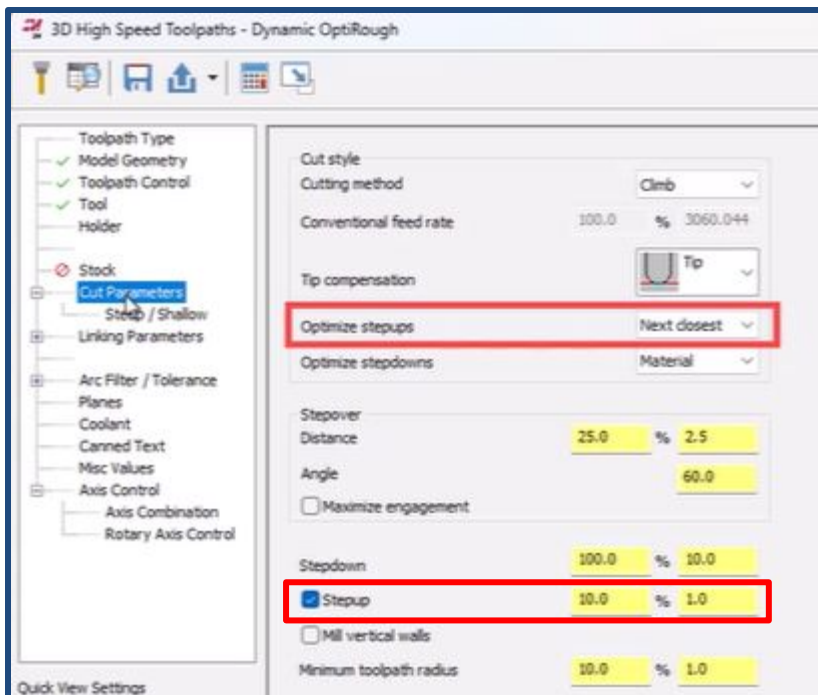 3D High Speed Toolpaths - Dynamic OptiRough
Toolpath Type
Model Geometry
Toolpath Control
Tool
Holder
Stock
Cut Parameters
Steep / Shallow
Linking Parameters
Arc Filter / Tolerance
Planes
Coolant
Canned Text
Misc Values
Axis Control
Axis Combination
Rotary Axis Control
Quick View Settings
Cut style
Cutting method Climb
Conventional feed rate 100.0 % 3060.044
Tip compensation Tip
Optimize stepups Next closest
Optimize stepdowns Material
Stepover
Distance 25.0 % 2.5
Angle 60.0
Maximize engagement
Stepdown 100.0 % 10.0
Stepup 10.0 % 1.0
Mill vertical walls
Minimum toolpath radius 10.0 % 1.0